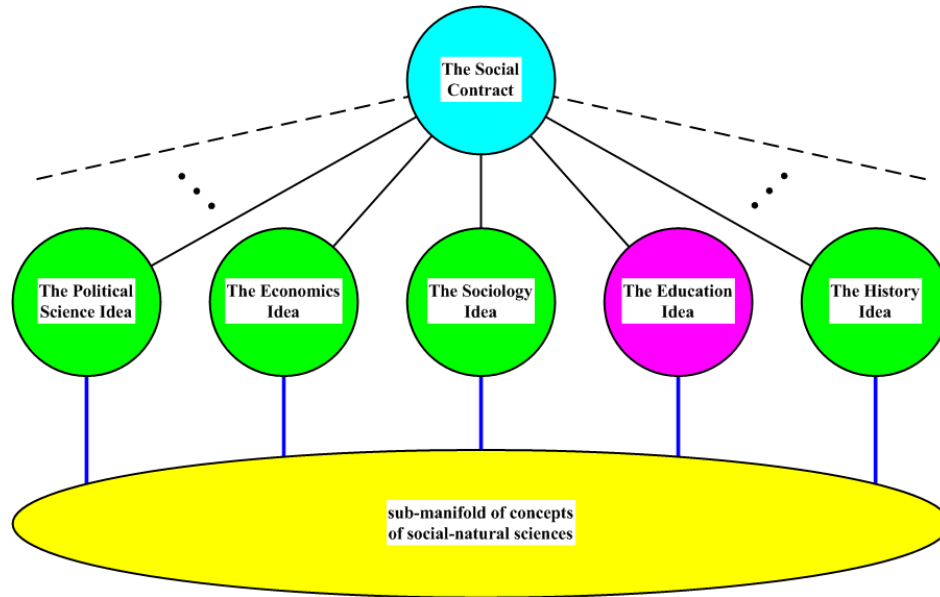 The Social
Contract
The Political
Science Idea
The Economics
Idea
The Sociology
Idea
The Education
Idea
The History
Idea
sub-manifold of concepts
of social-natural sciences